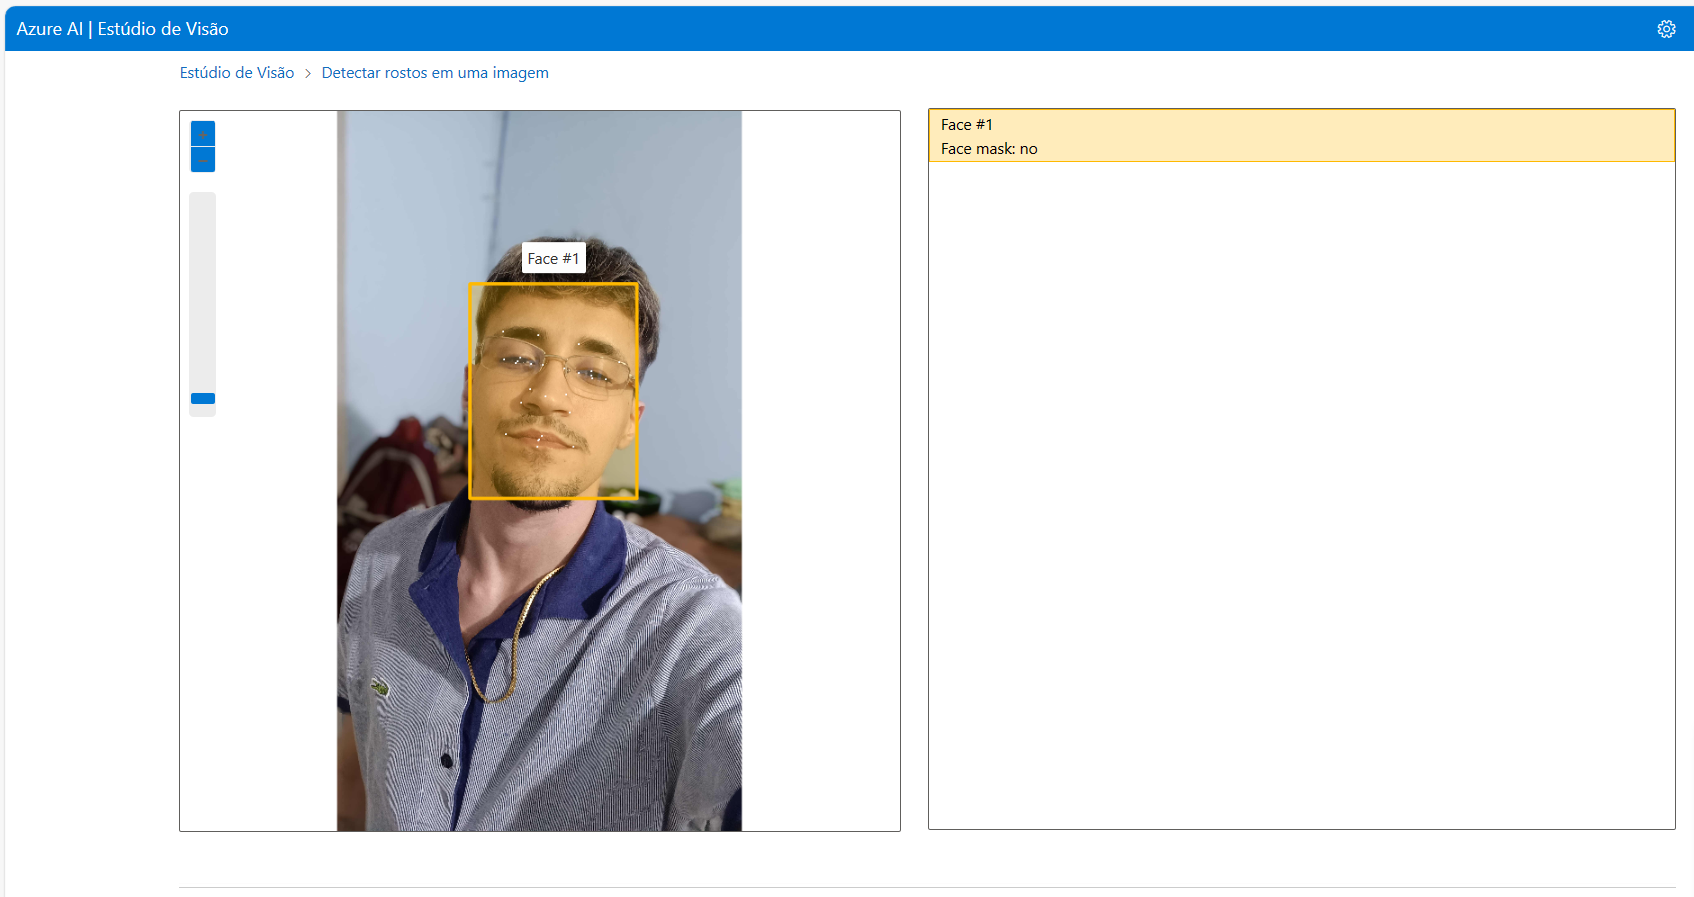 Azure AI | Estúdio de Visão
Estúdio de Visão > Detectar rostos em uma imagem
+
−
Face #1
Face #1
Face mask: no